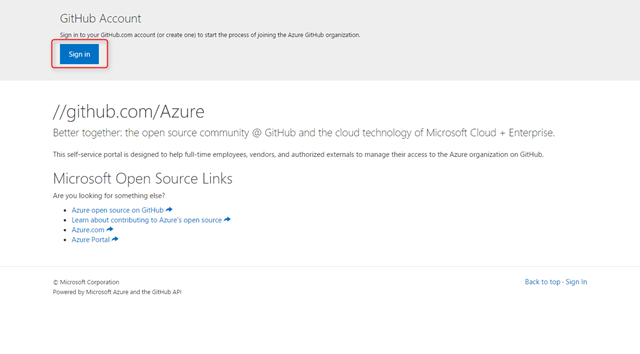 GitHub Account
Sign in to your GitHub.com account (or create one) to start the process of joining the Azure GitHub organization.
Sign in
//github.com/Azure
Better together: the open source community @ GitHub and the cloud technology of Microsoft Cloud + Enterprise.
This self-service portal is designed to help full-time employees, vendors, and authorized externals to manage their access to the Azure organization on GitHub.
Microsoft Open Source Links
Are you looking for something else?
Azure open source on GitHub
Learn about contributing to Azure's open source
Azure.com
Azure Portal
© Microsoft Corporation
Back to top · Sign In
Powered by Microsoft Azure and the GitHub API